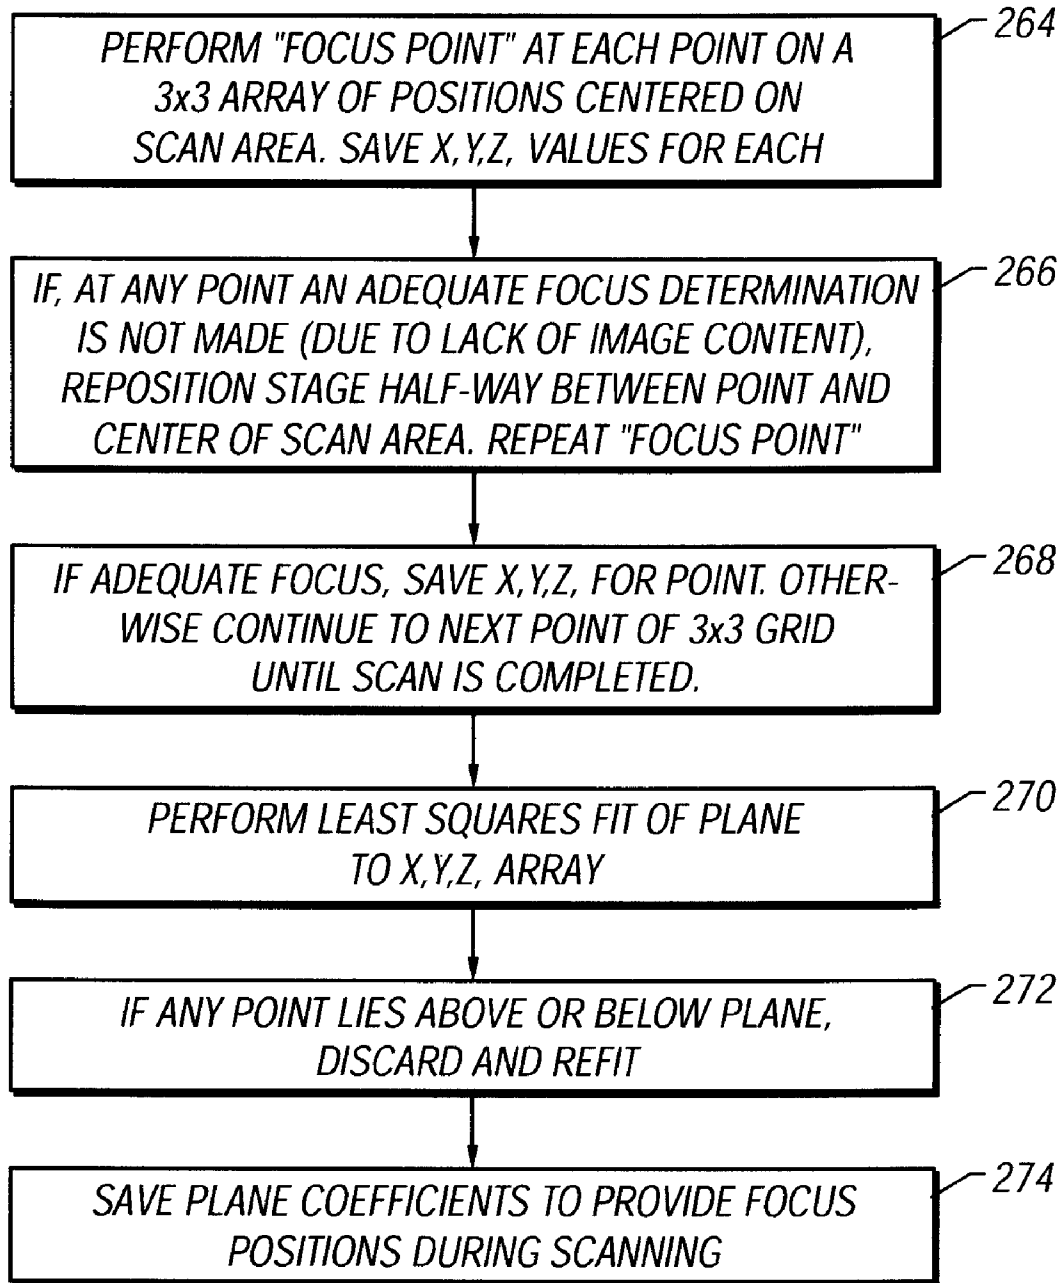 264
PERFORM "FOCUS POINT" AT EACH POINT ON A
3x3 ARRAY OF POSITIONS CENTERED ON
SCAN AREA. SAVE X,Y,Z, VALUES FOR EACH
266
IF, AT ANY POINT AN ADEQUATE FOCUS DETERMINATION
IS NOT MADE (DUE TO LACK OF IMAGE CONTENT),
REPOSITION STAGE HALF-WAY BETWEEN POINT AND
CENTER OF SCAN AREA. REPEAT "FOCUS POINT"
268
IF ADEQUATE FOCUS, SAVE X,Y,Z, FOR POINT. OTHER-
WISE CONTINUE TO NEXT POINT OF 3x3 GRID
UNTIL SCAN IS COMPLETED.
270
PERFORM LEAST SQUARES FIT OF PLANE
TO X,Y,Z, ARRAY
272
IF ANY POINT LIES ABOVE OR BELOW PLANE,
DISCARD AND REFIT
274
SAVE PLANE COEFFICIENTS TO PROVIDE FOCUS
POSITIONS DURING SCANNING